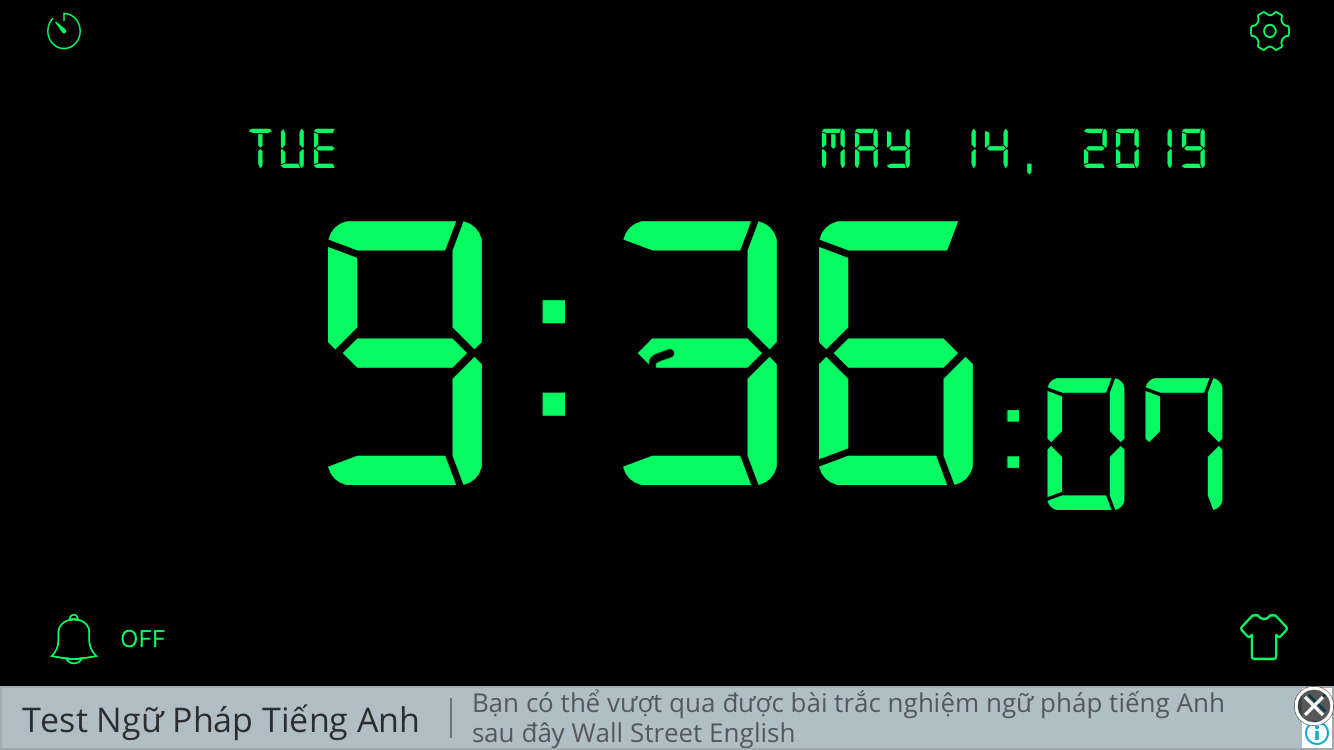 TUE
MAY 14, 2019
9:36:07
OFF
Test Ngữ Pháp Tiếng Anh
Bạn có thể vượt qua được bài trắc nghiệm ngữ pháp tiếng Anh
sau đây Wall Street English